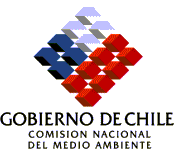 GOBIERNO DE CHILE
COMISION NACIONAL
DEL MEDIO AMBIENTE